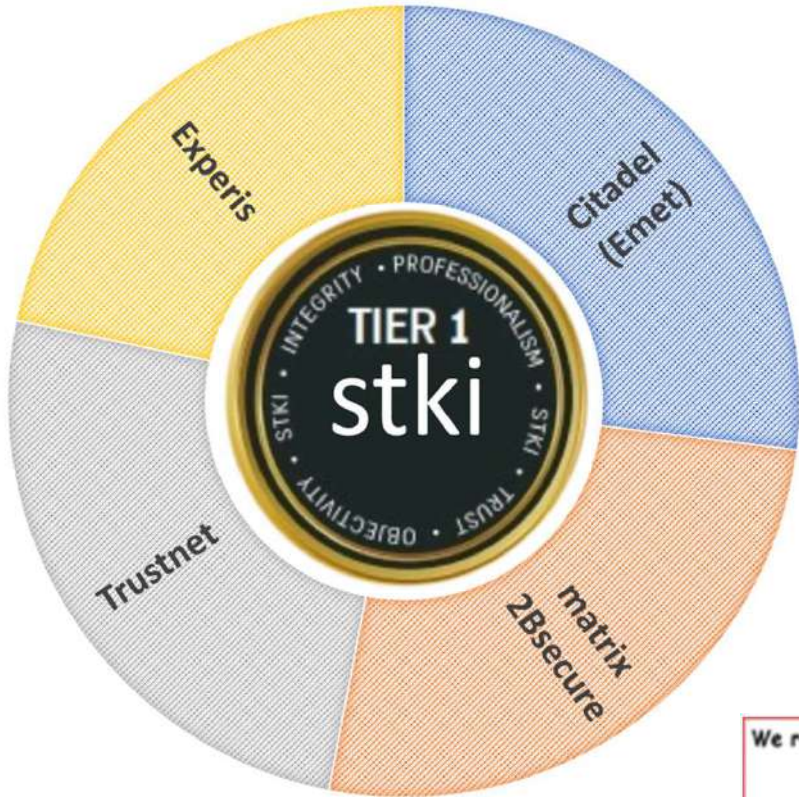 Experis
Citadel
(Emet)
STKI • INTEGRITY • PROFESSIONALISM • STKI • TRUST • OBJECTIVITY •
TIER 1
stki
Trustnet
matrix
2Bsecure
We